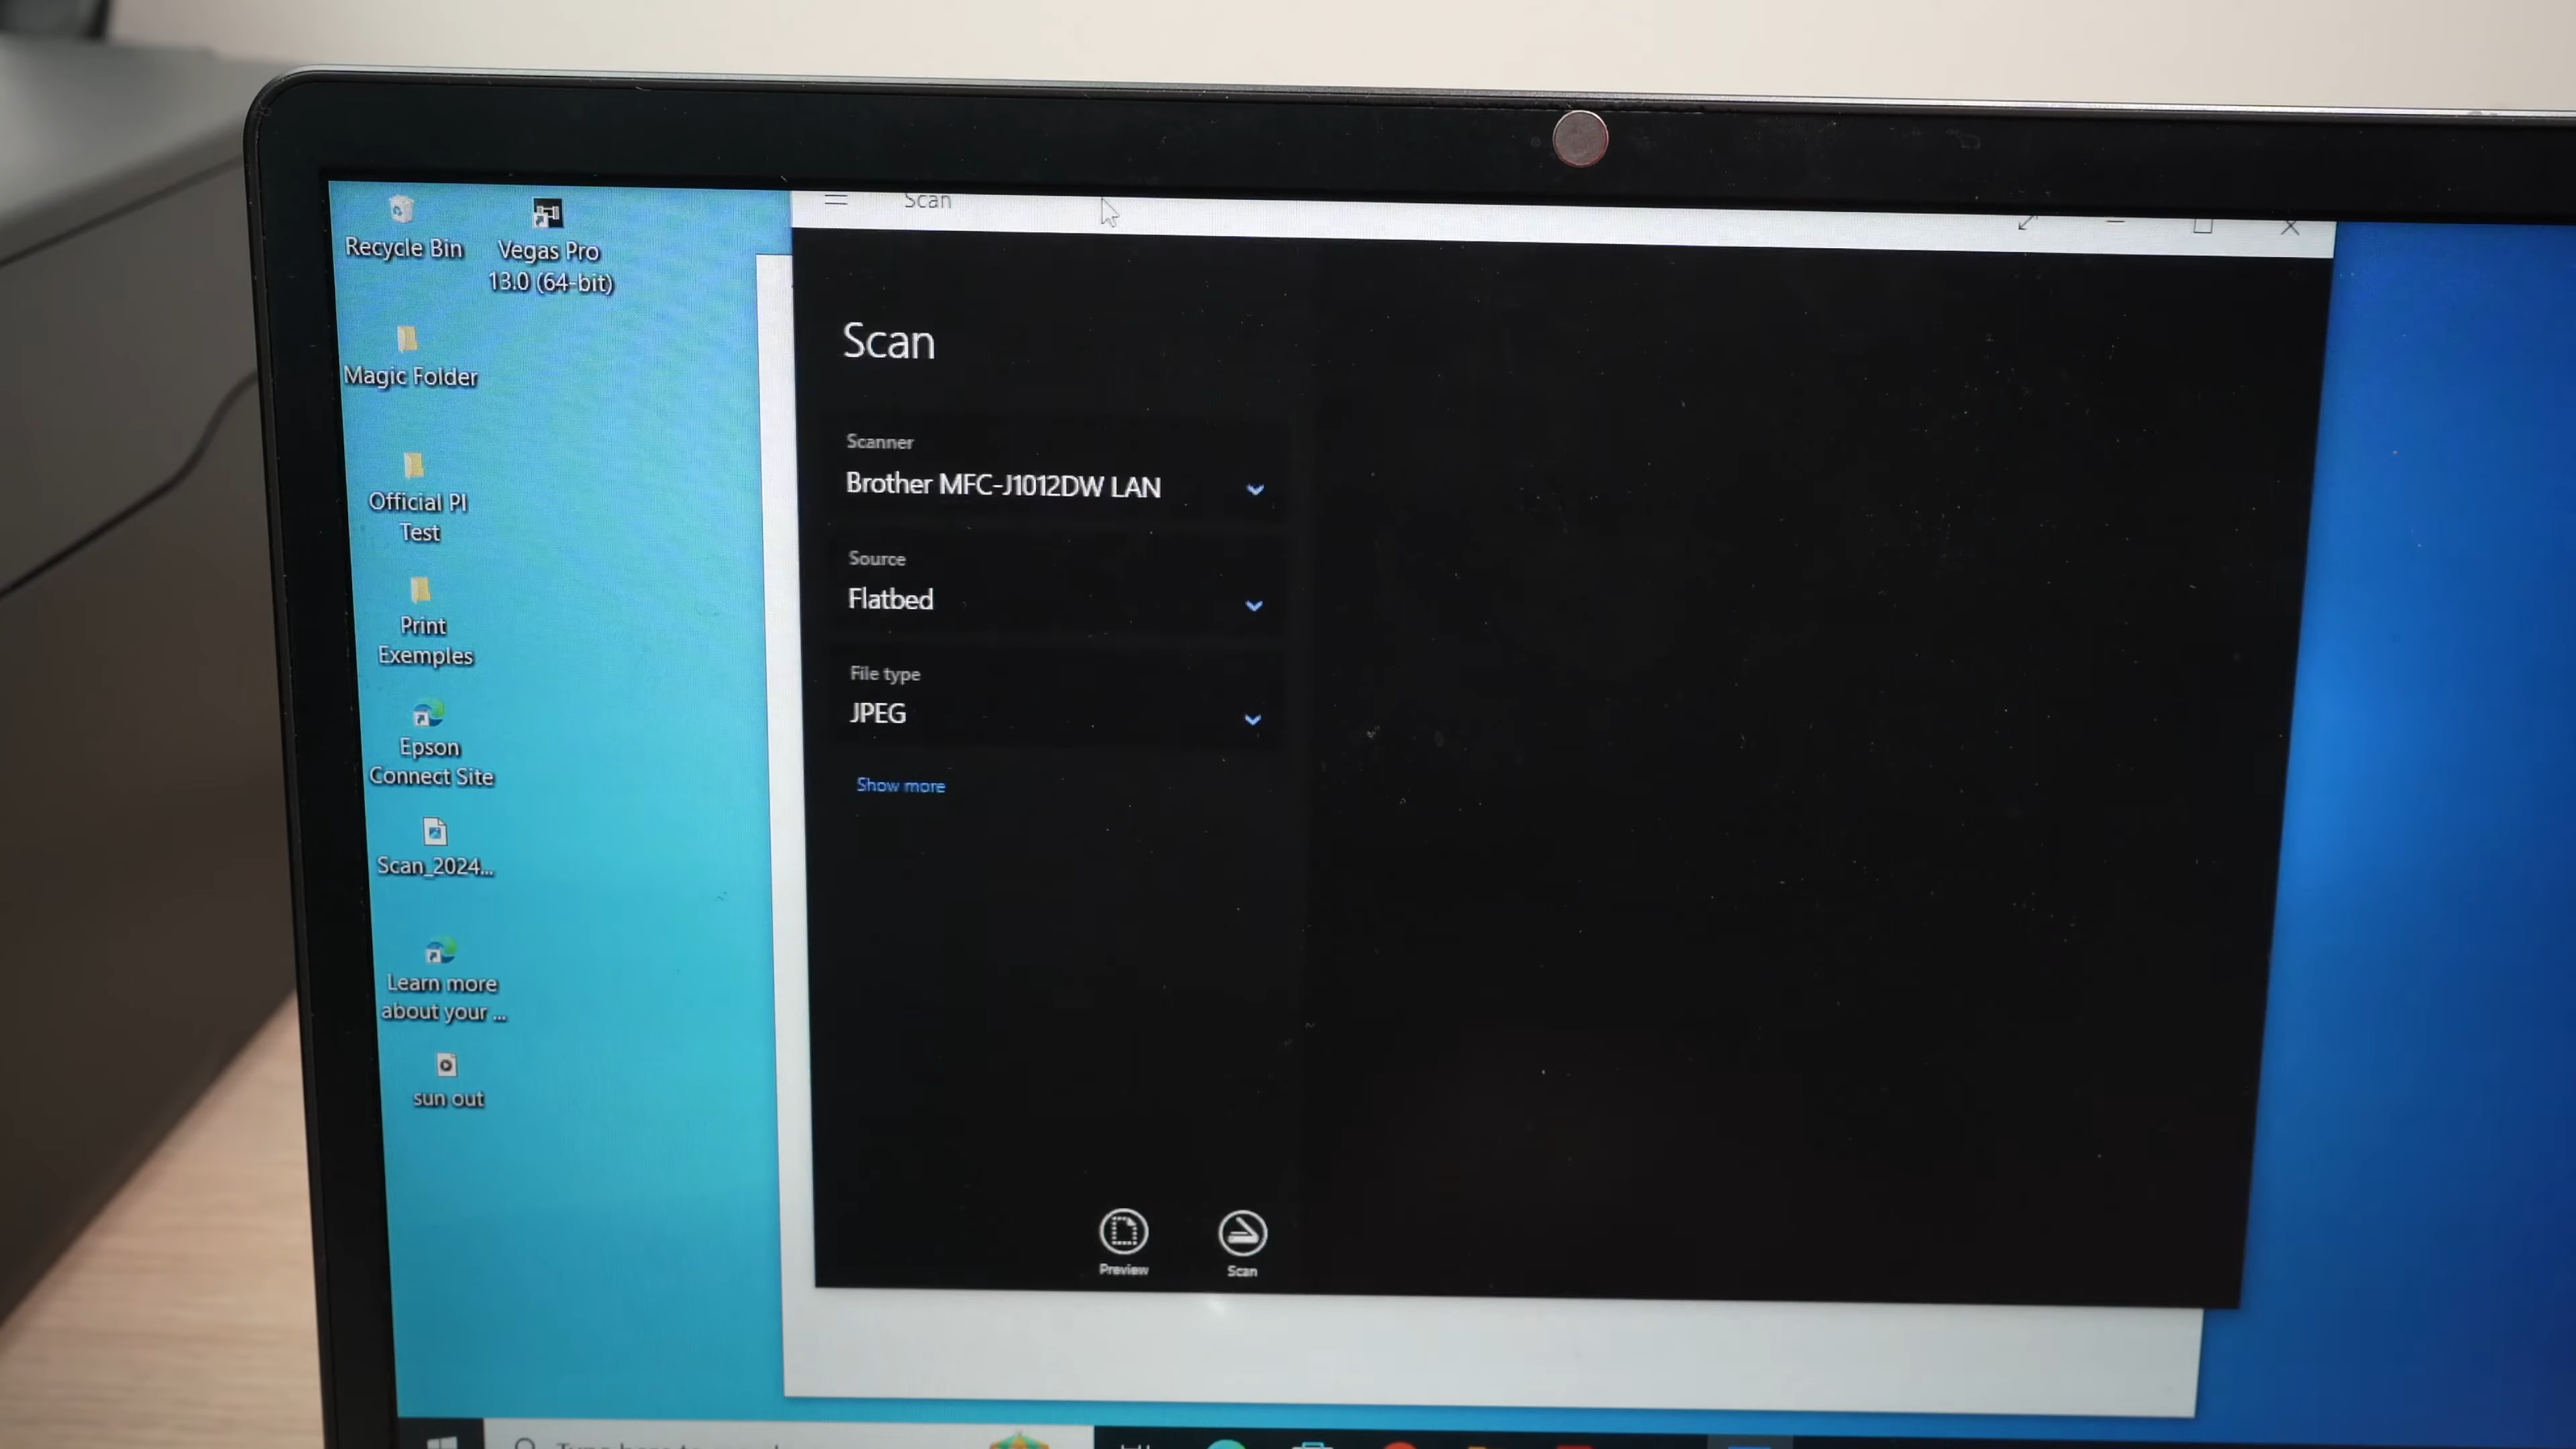 Recycle Bin
Vegas Pro
13.0 (64-bit)
Magic Folder
Official PI
Test
Print
Exemples
Epson
Connect Site
Scan_2024...
Learn more
about your ...
sun out
Scan
Scan
Scanner
Brother MFC-J1012DW LAN
Source
Flatbed
File type
JPEG
Show more
Preview
Scan